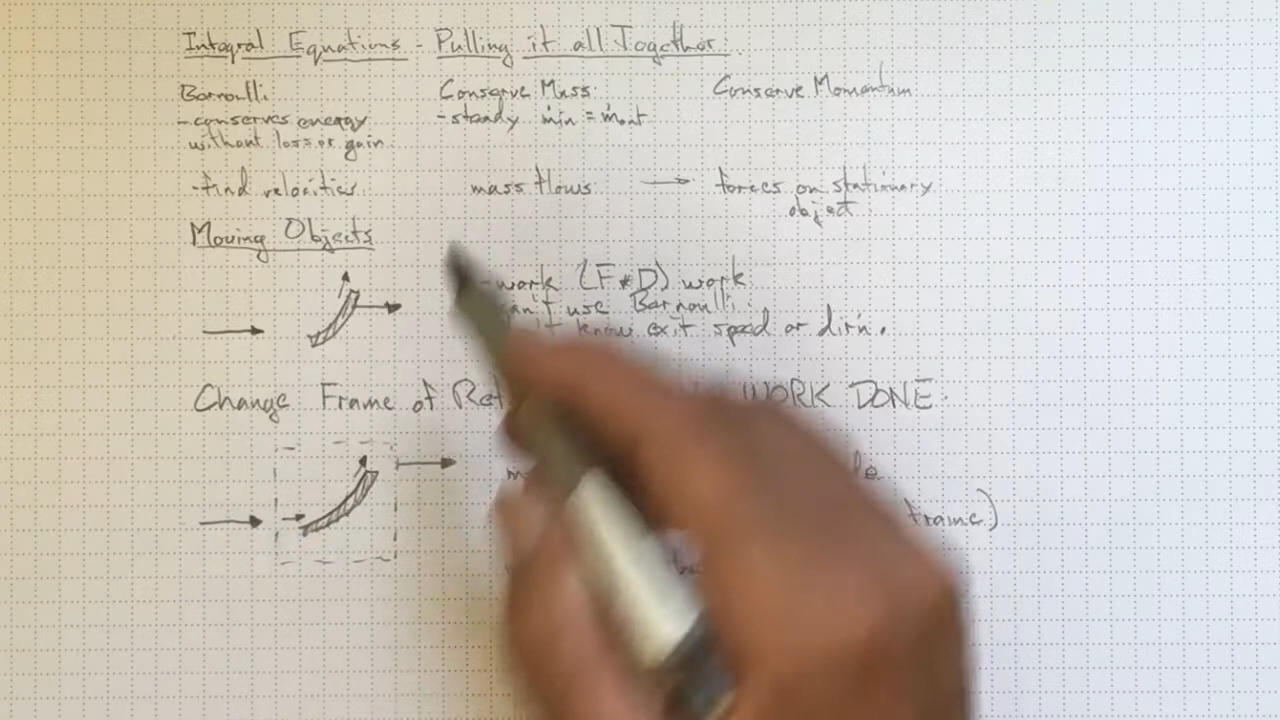 Integral Equations - Pulling it all Together
Bernoulli
Conserve Mass
Conserve Momentum
- conserves energy
without loss or gain
- steady ṁin = ṁout
- find velocities
mass flows → forces on stationary
object
Moving Objects
- work (F*D) work
can't use Bernoulli
know exit speed or dir'n.
Change Frame of WORK DONE.
frame)